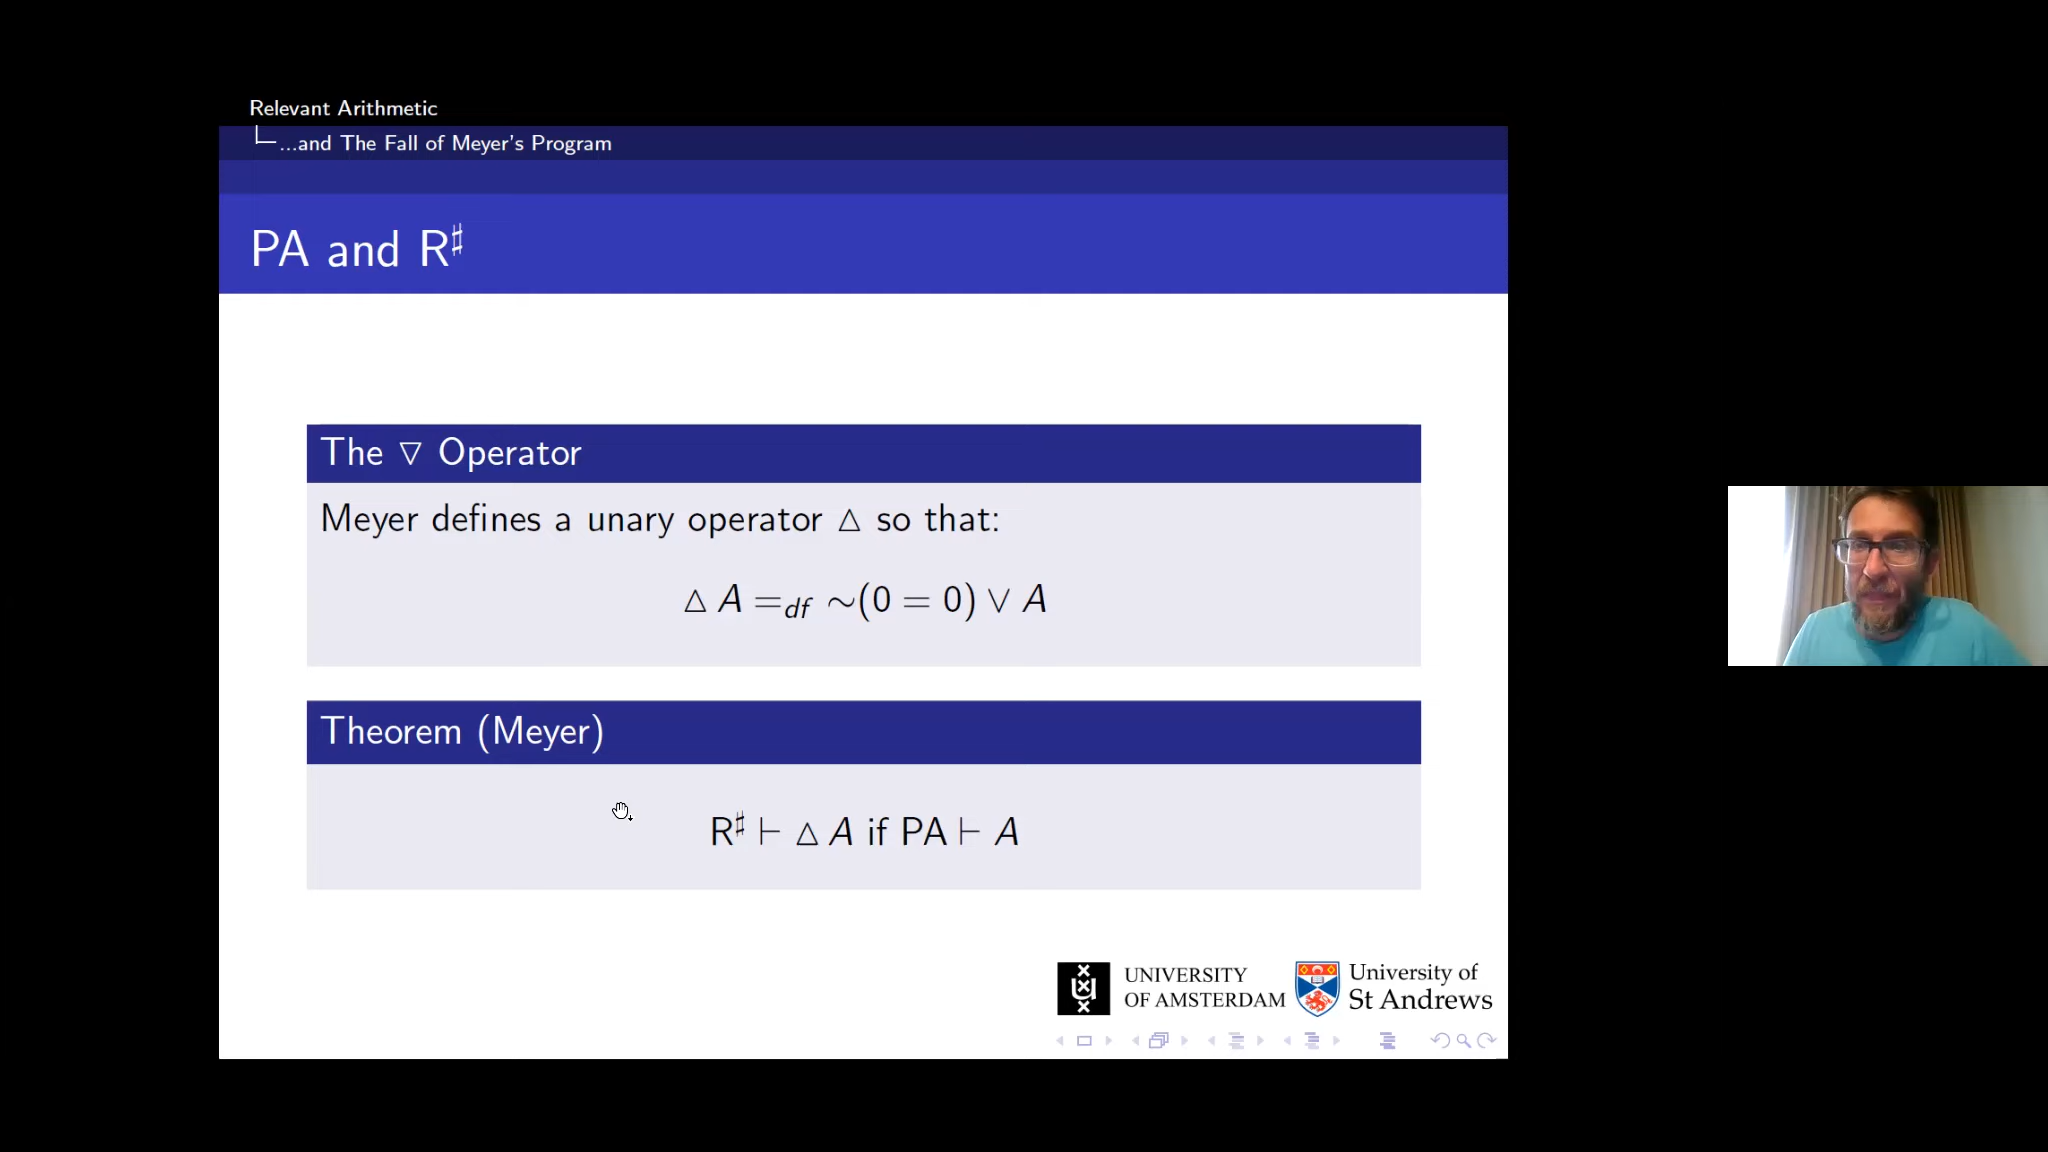 Relevant Arithmetic
...and The Fall of Meyer's Program
PA and R♯
The ▽ Operator
Meyer defines a unary operator △ so that:
△ A =df ∼(0 = 0) ∨ A
Theorem (Meyer)
R♯ ⊢ △ A if PA ⊢ A
UNIVERSITY
OF AMSTERDAM
University of
St Andrews